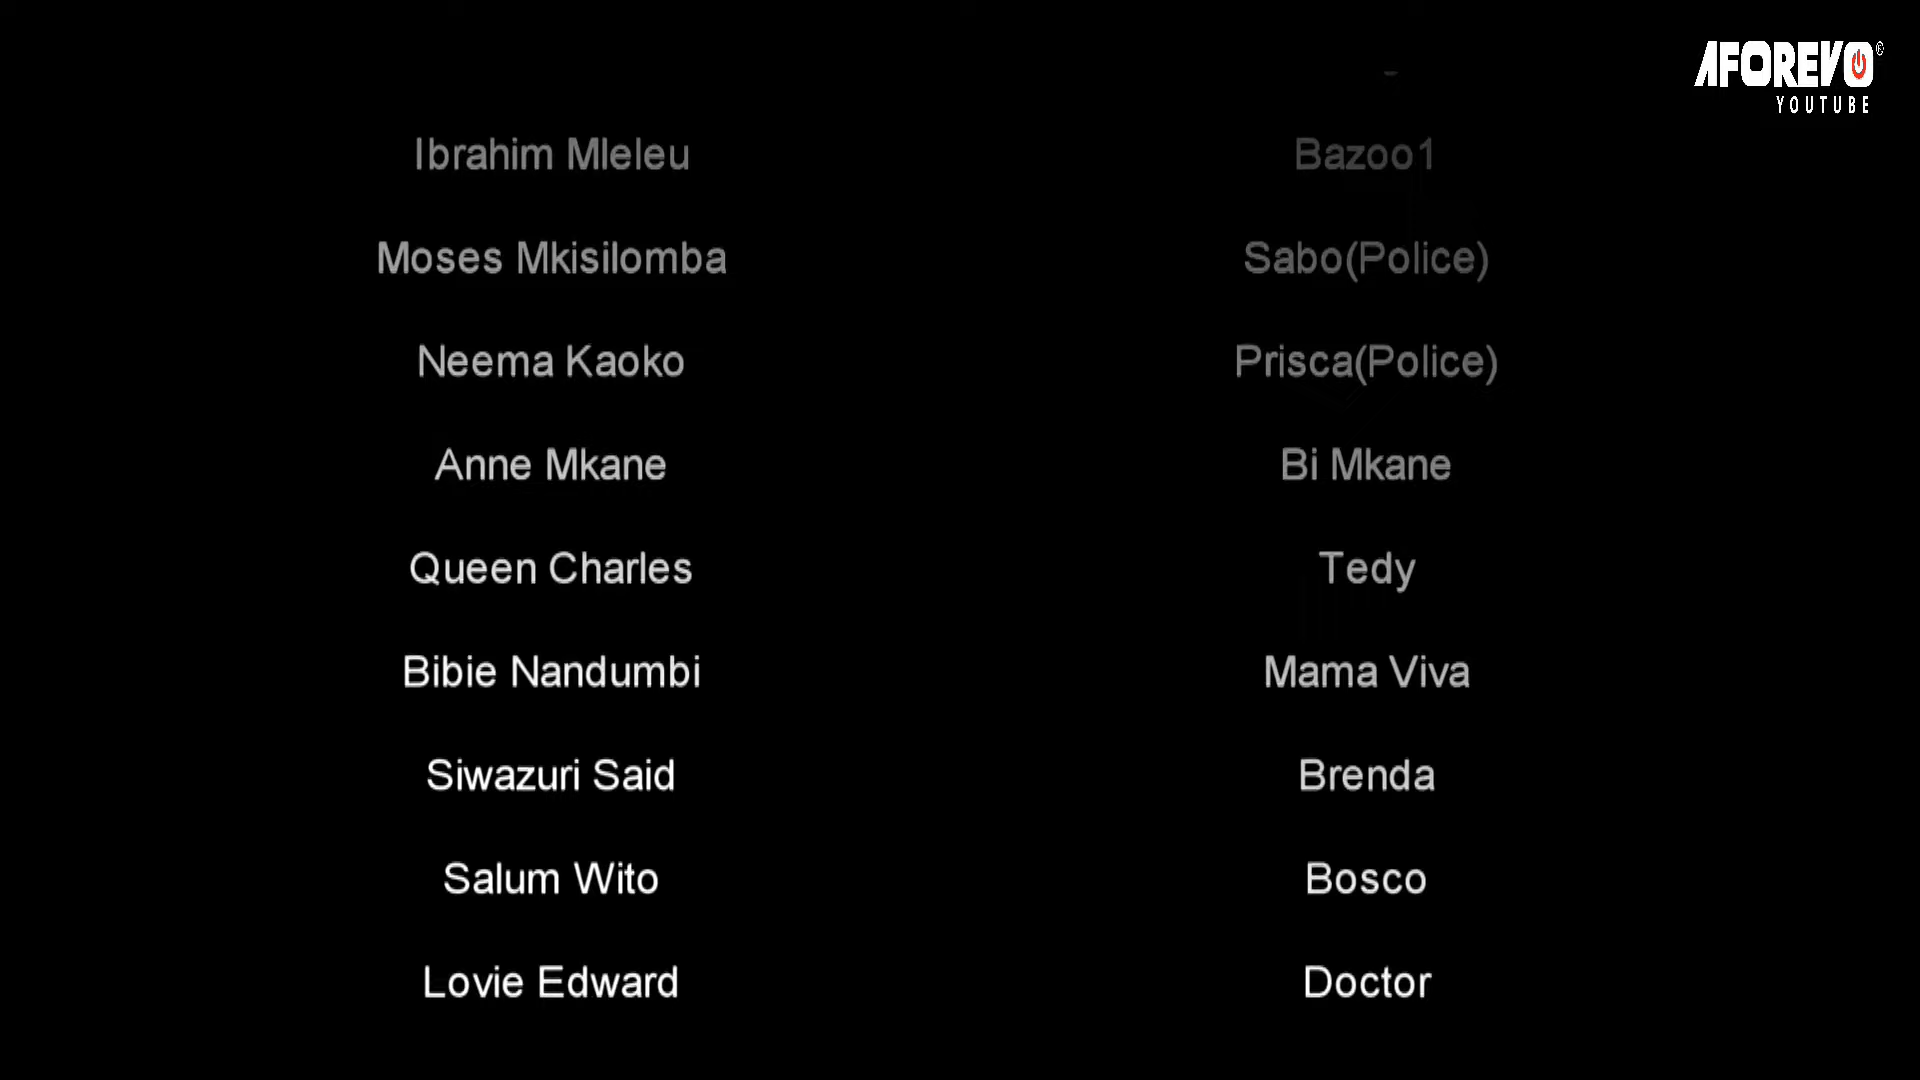 AFOREVO®
YOUTUBE
Ibrahim Mleleu Bazoo1
Moses Mkisilomba Sabo(Police)
Neema Kaoko Prisca(Police)
Anne Mkane Bi Mkane
Queen Charles Tedy
Bibie Nandumbi Mama Viva
Siwazuri Said Brenda
Salum Wito Bosco
Lovie Edward Doctor